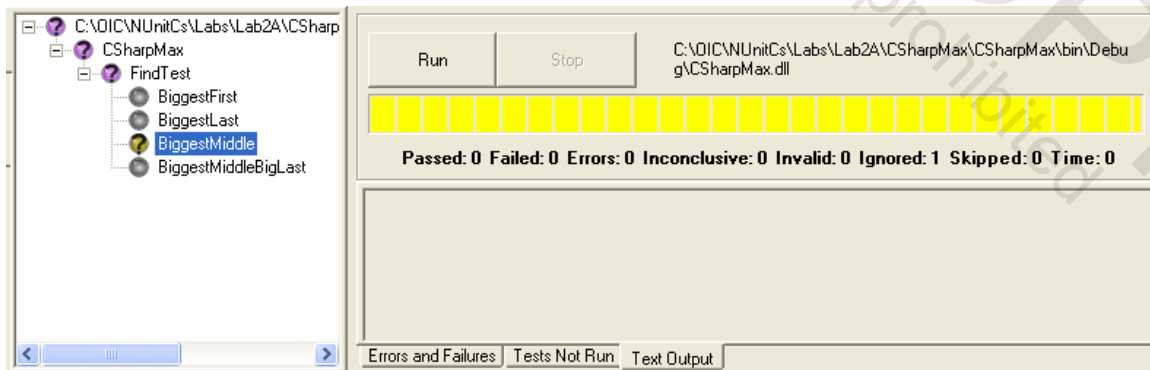 C:\OIC\NUnitCs\Labs\Lab2A\CSharp
CSharpMax
FindTest
BiggestFirst
BiggestLast
BiggestMiddle
BiggestMiddleBigLast
Run
Stop
C:\OIC\NUnitCs\Labs\Lab2A\CSharpMax\CSharpMax\bin\Debu
g\CSharpMax.dll
Passed: 0 Failed: 0 Errors: 0 Inconclusive: 0 Invalid: 0 Ignored: 1 Skipped: 0 Time: 0
Errors and Failures
Tests Not Run
Text Output
prohibited